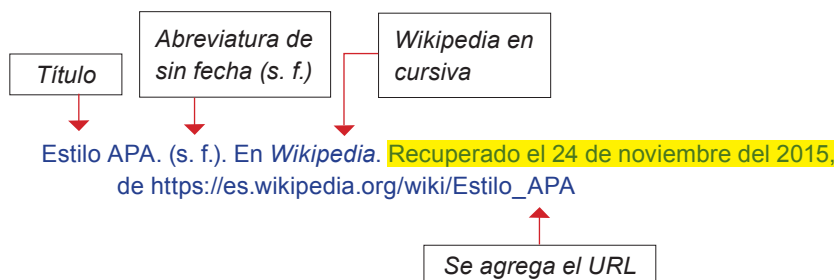 Título
Abreviatura de
sin fecha (s. f.)
Wikipedia en
cursiva
Estilo APA. (s. f.). En Wikipedia. Recuperado el 24 de noviembre del 2015,
de https://es.wikipedia.org/wiki/Estilo_APA
Se agrega el URL